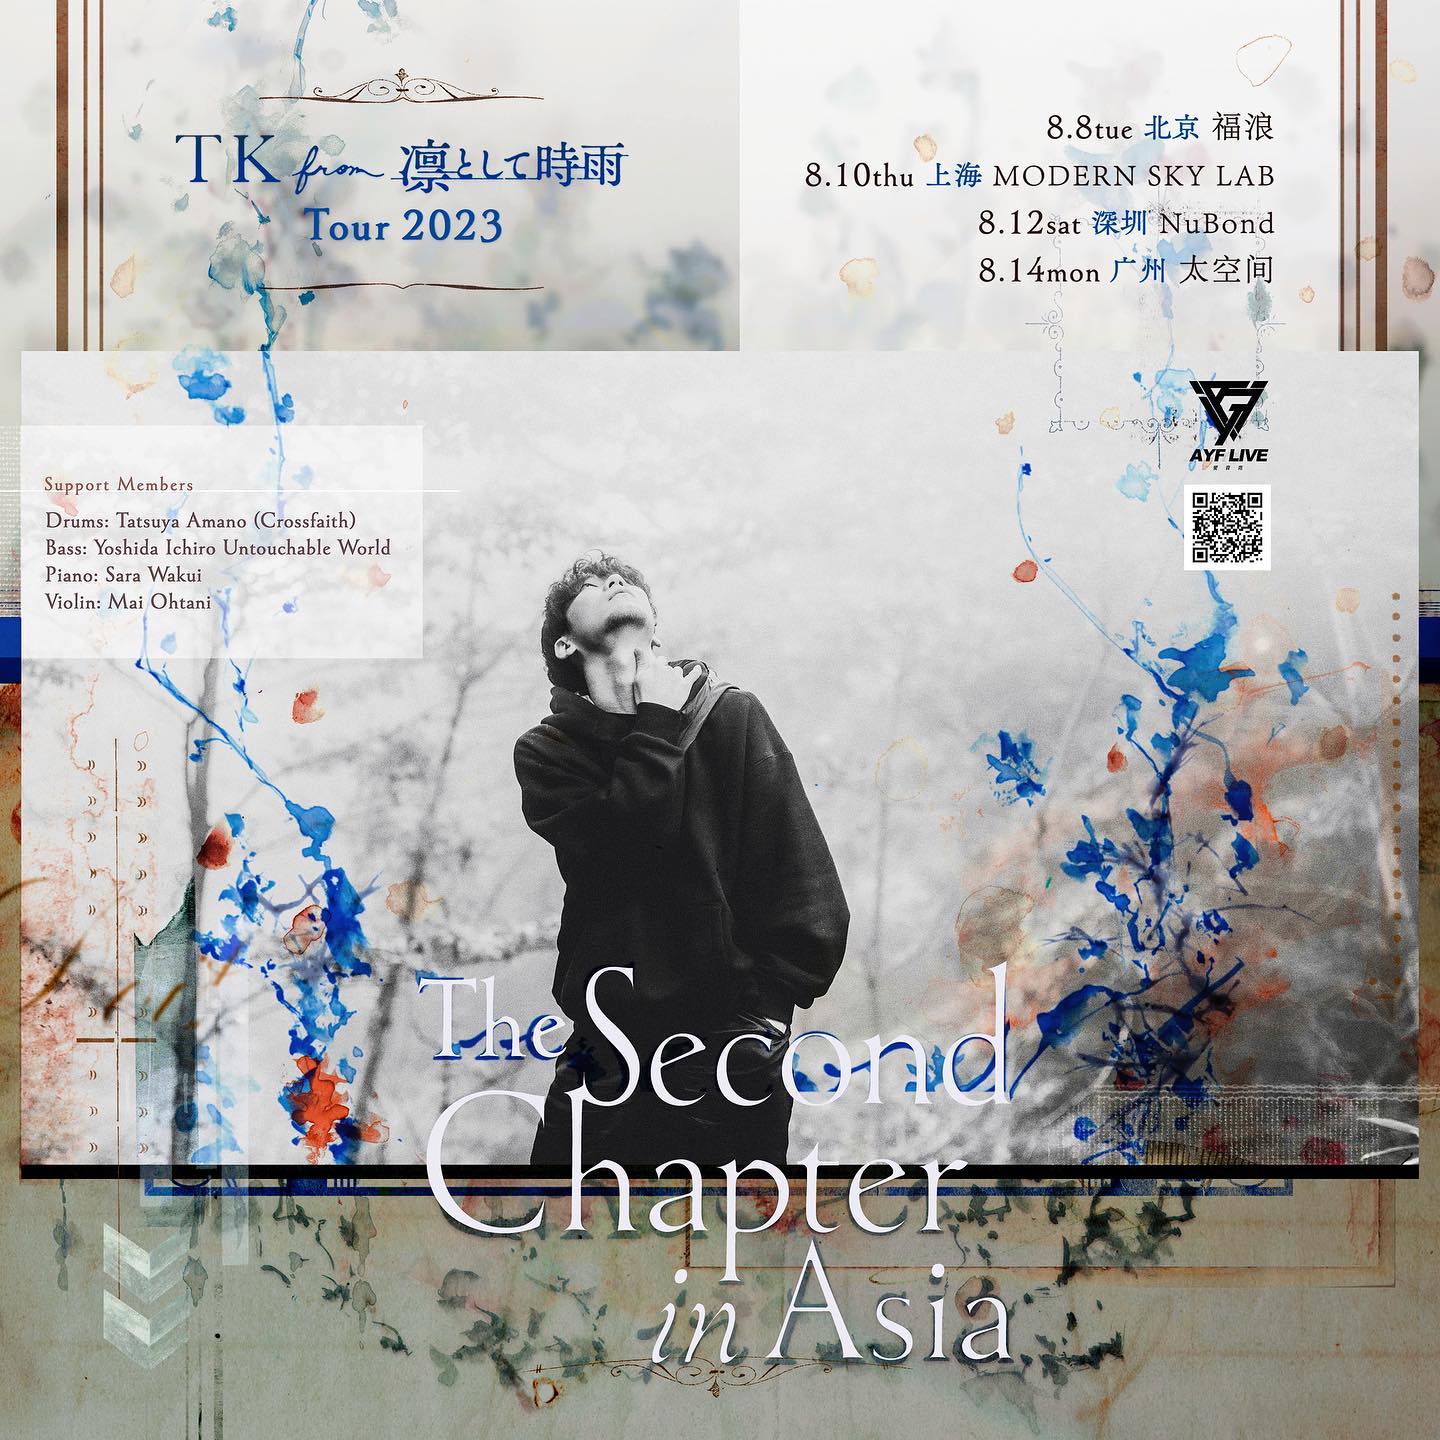 TK from 凛として時雨
Tour 2023
8.8tue 北京 福浪
8.10thu 上海 MODERN SKY LAB
8.12sat 深圳 NuBond
8.14mon 广州 太空间
AYF LIVE
Support Members
Drums: Tatsuya Amano (Crossfaith)
Bass: Yoshida Ichiro Untouchable World
Piano: Sara Wakui
Violin: Mai Ohtani
The Second
Chapter
in Asia